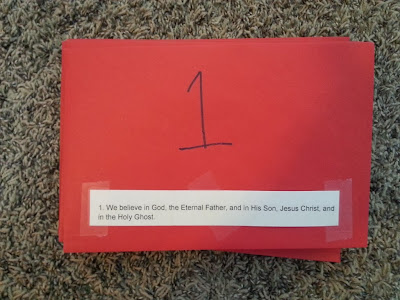 1
1. We believe in God, the Eternal Father, and in His Son, Jesus Christ, and
in the Holy Ghost.